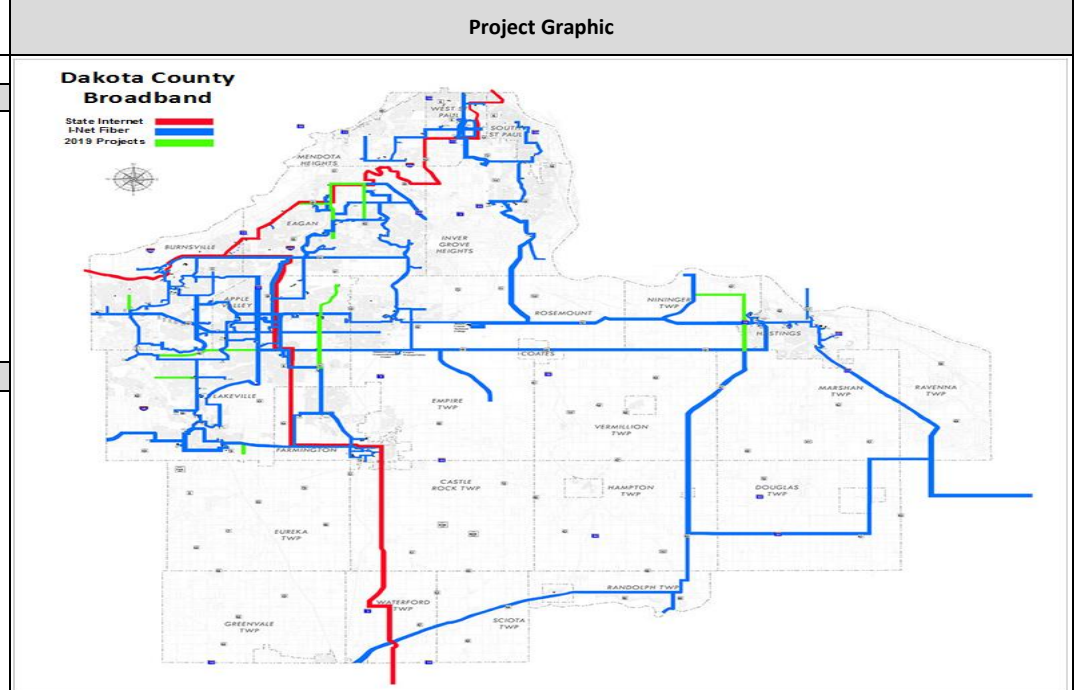 Project Graphic
Dakota County
Broadband
State Internet
I-Net Fiber
2019 Projects
WEST ST
PAUL
SOUTH
ST PAUL
MENDOTA
HEIGHTS
EAGAN
BURNSVILLE
INVER
GROVE
HEIGHTS
APPLE
VALLEY
NININGER
TWP
ROSEMOUNT
HASTINGS
COATES
LAKEVILLE
EMPIRE
TWP
MARSHAN
TWP
RAVENNA
TWP
VERMILLION
TWP
FARMINGTON
CASTLE
ROCK TWP
HAMPTON
TWP
DOUGLAS
TWP
EUREKA
TWP
RANDOLPH TWP
WATERFORD
TWP
GREENVALE
TWP
SCIOTA
TWP